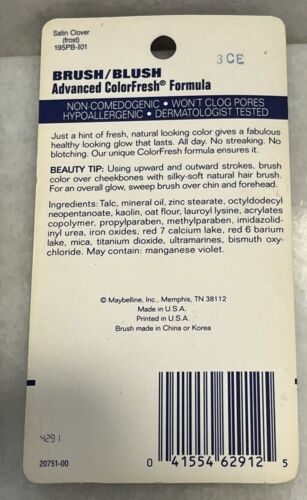 Satin Clover
(frost)
195PB-I01
3CE
BRUSH/BLUSH
Advanced ColorFresh® Formula
NON-COMEDOGENIC • WON'T CLOG PORES
HYPOALLERGENIC • DERMATOLOGIST TESTED
Just a hint of fresh, natural looking color gives a fabulous
healthy looking glow that lasts. All day. No streaking. No
blotching. Our unique ColorFresh formula ensures it.
BEAUTY TIP: Using upward and outward strokes, brush
color over cheekbones with silky-soft natural hair brush.
For an overall glow, sweep brush over chin and forehead.
Ingredients: Talc, mineral oil, zinc stearate, octyldodecyl
neopentanoate, kaolin, oat flour, lauroyl lysine, acrylates
copolymer, propylparaben, methylparaben, imidazolid-
inyl urea, iron oxides, red 7 calcium lake, red 6 barium
lake, mica, titanium dioxide, ultramarines, bismuth oxy-
chloride. May contain: manganese violet.
© Maybelline, Inc., Memphis, TN 38112
Made in U.S.A.
Printed in U.S.A.
Brush made in China or Korea
4291
20751-00
0 41554 62912 5